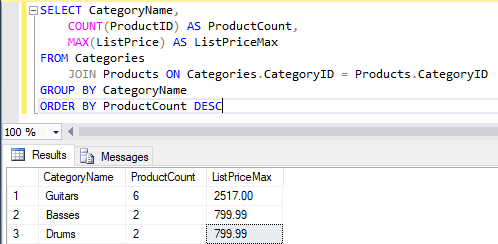 SELECT CategoryName,
COUNT(ProductID) AS ProductCount,
MAX(ListPrice) AS ListPriceMax
FROM Categories
JOIN Products ON Categories.CategoryID = Products.CategoryID
GROUP BY CategoryName
ORDER BY ProductCount DESC
100 %
Results Messages
CategoryName ProductCount ListPriceMax
1 Guitars 6 2517.00
2 Basses 2 799.99
3 Drums 2 799.99